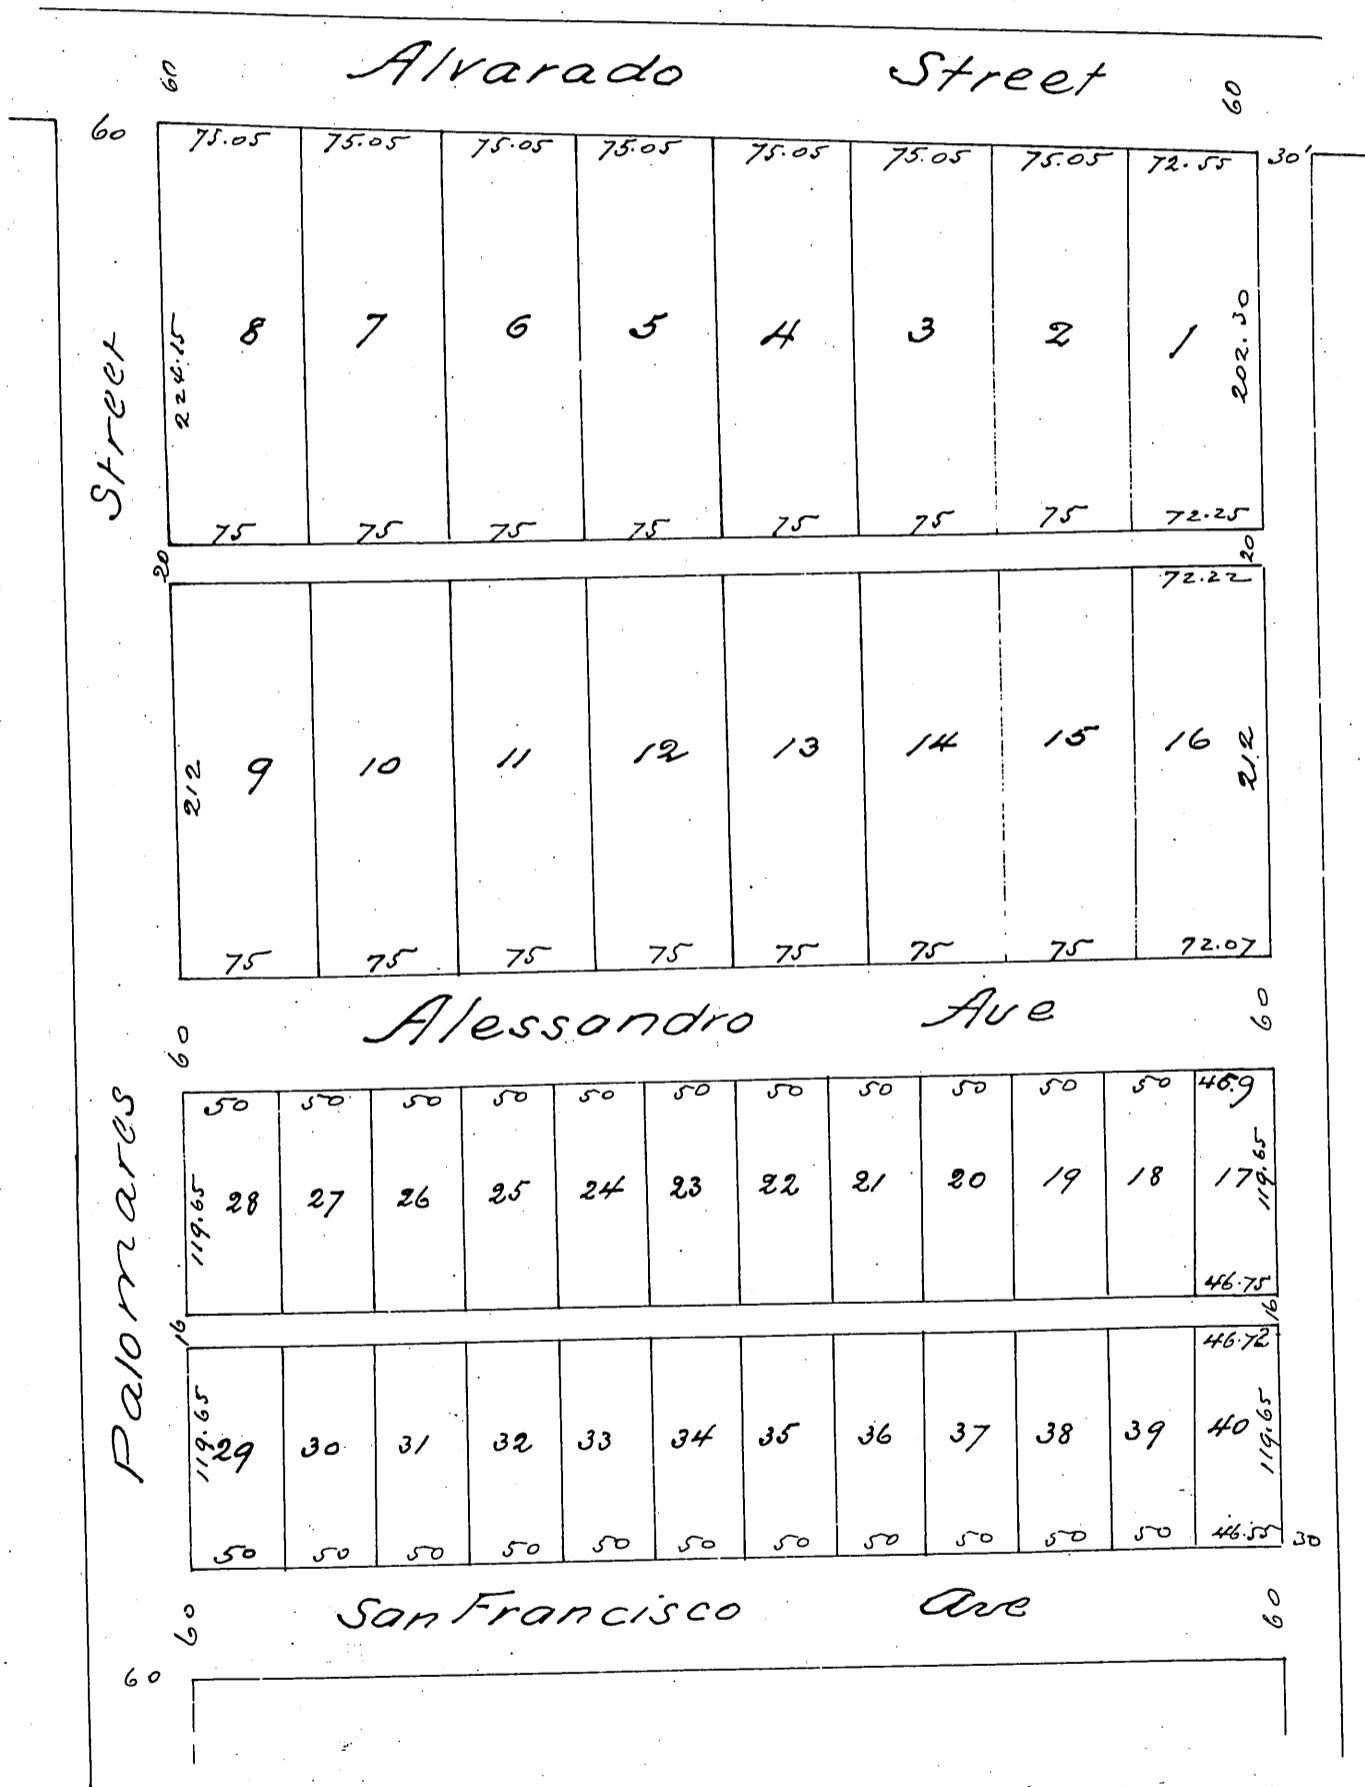 60 60
Alvarado Street
60 75.05 75.05 75.05 75.05 75.05 75.05 75.05 72.55 30'
8 7 6 5 4 3 2 1
224.15 202.30
75 75 75 75 75 75 75 72.25
20 20
72.22
9 10 11 12 13 14 15 16
212 212
75 75 75 75 75 75 75 72.07
60 Alessandro Ave 60
50 50 50 50 50 50 50 50 50 50 50 46.9
119.65 28 27 26 25 24 23 22 21 20 19 18 17 119.65
46.75
16 16
46.72
119.65 29 30 31 32 33 34 35 36 37 38 39 40 119.65
50 50 50 50 50 50 50 50 50 50 50 46.55 30
60 San Francisco Ave 60
60
Palomares Street